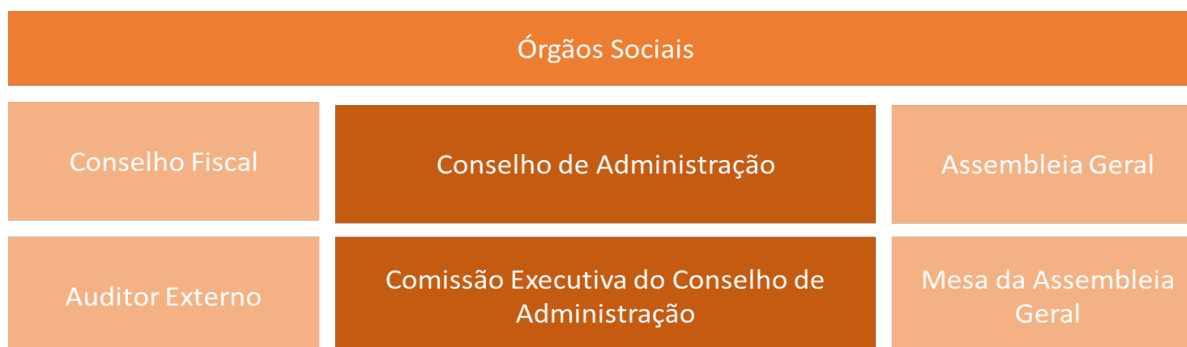 Órgãos Sociais
Conselho Fiscal
Conselho de Administração
Assembleia Geral
Auditor Externo
Comissão Executiva do Conselho de
Administração
Mesa da Assembleia
Geral